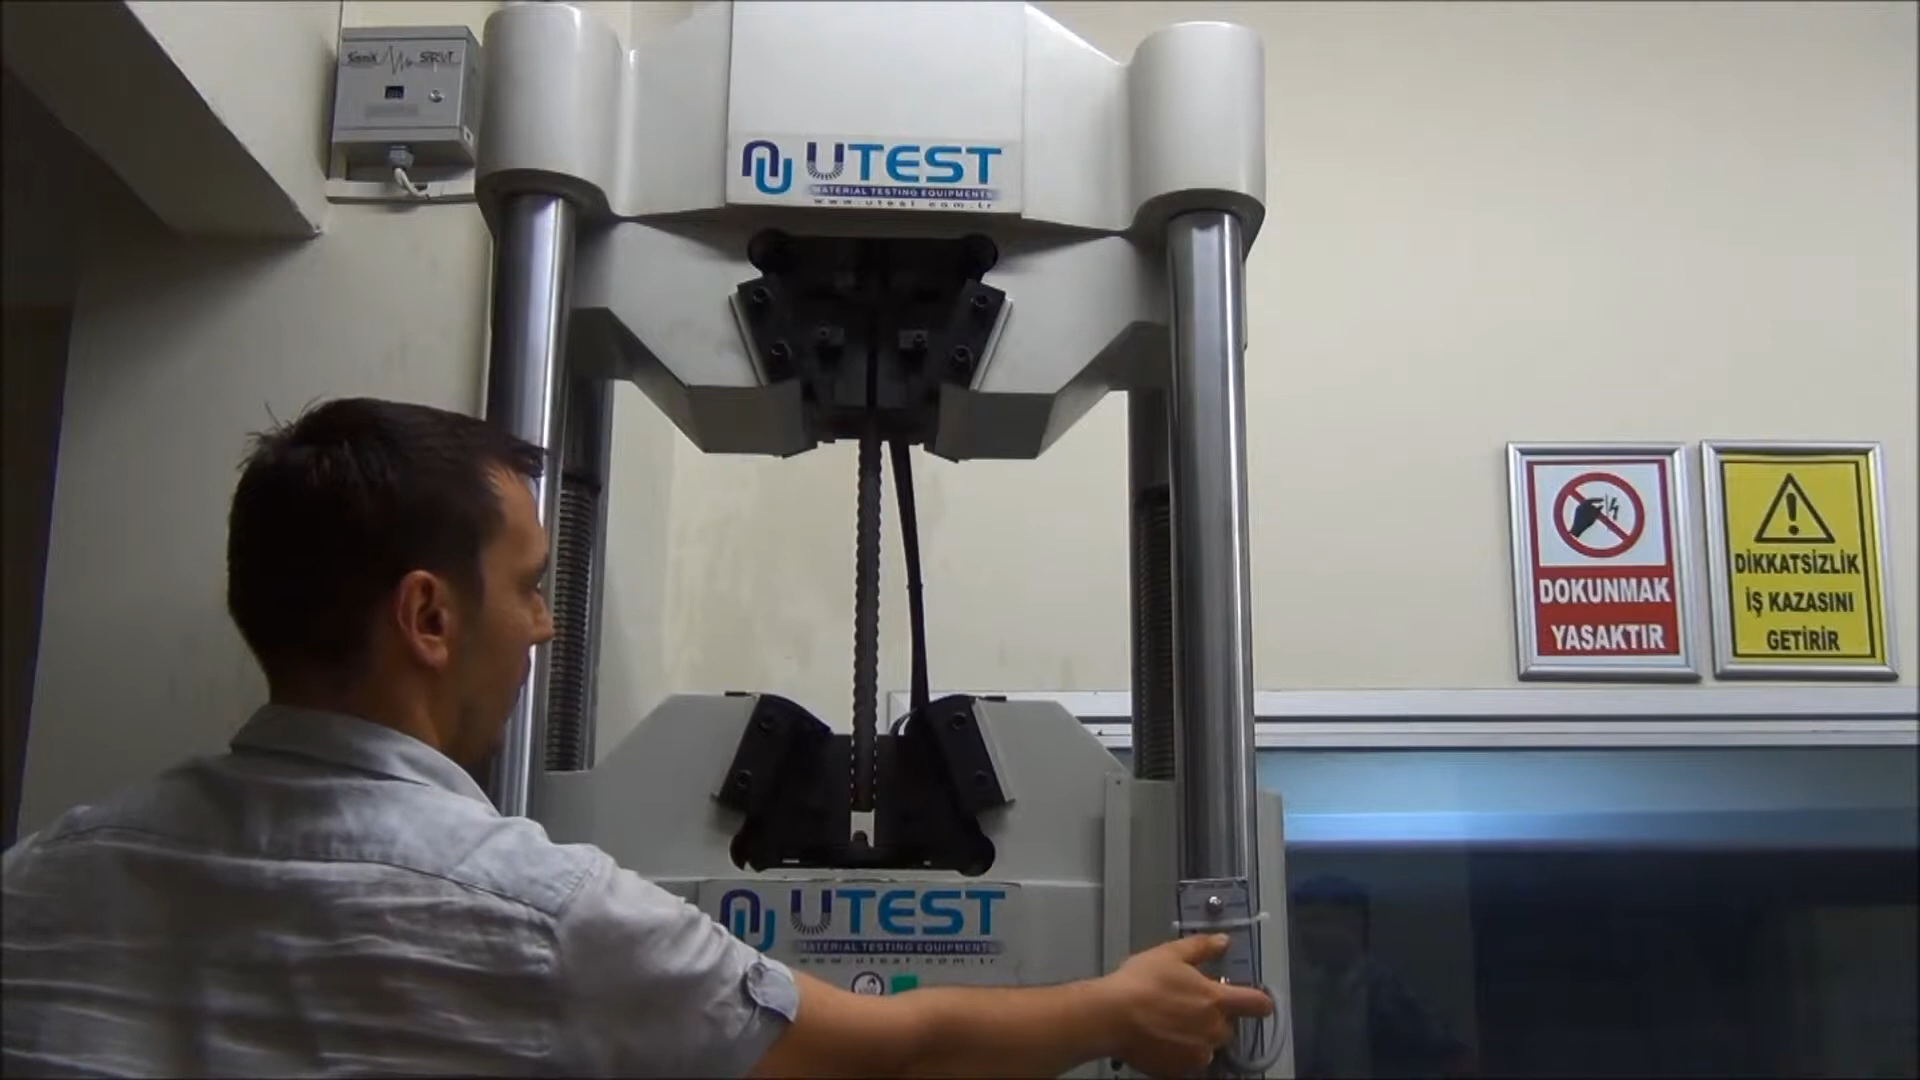 UTEST
MATERIAL TESTING EQUIPMENTS
www.utest.com.tr
DOKUNMAK
YASAKTIR
DİKKATSİZLİK
İŞ KAZASINI
GETİRİR
UTEST
MATERIAL TESTING EQUIPMENTS
www.utest.com.tr